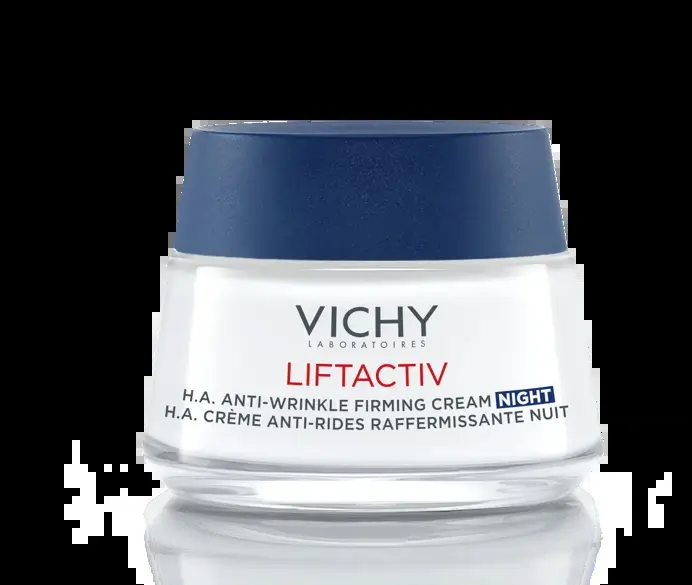 VICHY
LABORATOIRES
LIFTACTIV
H.A. ANTI-WRINKLE FIRMING CREAM NIGHT
H.A. CRÈME ANTI-RIDES RAFFERMISSANTE NUIT